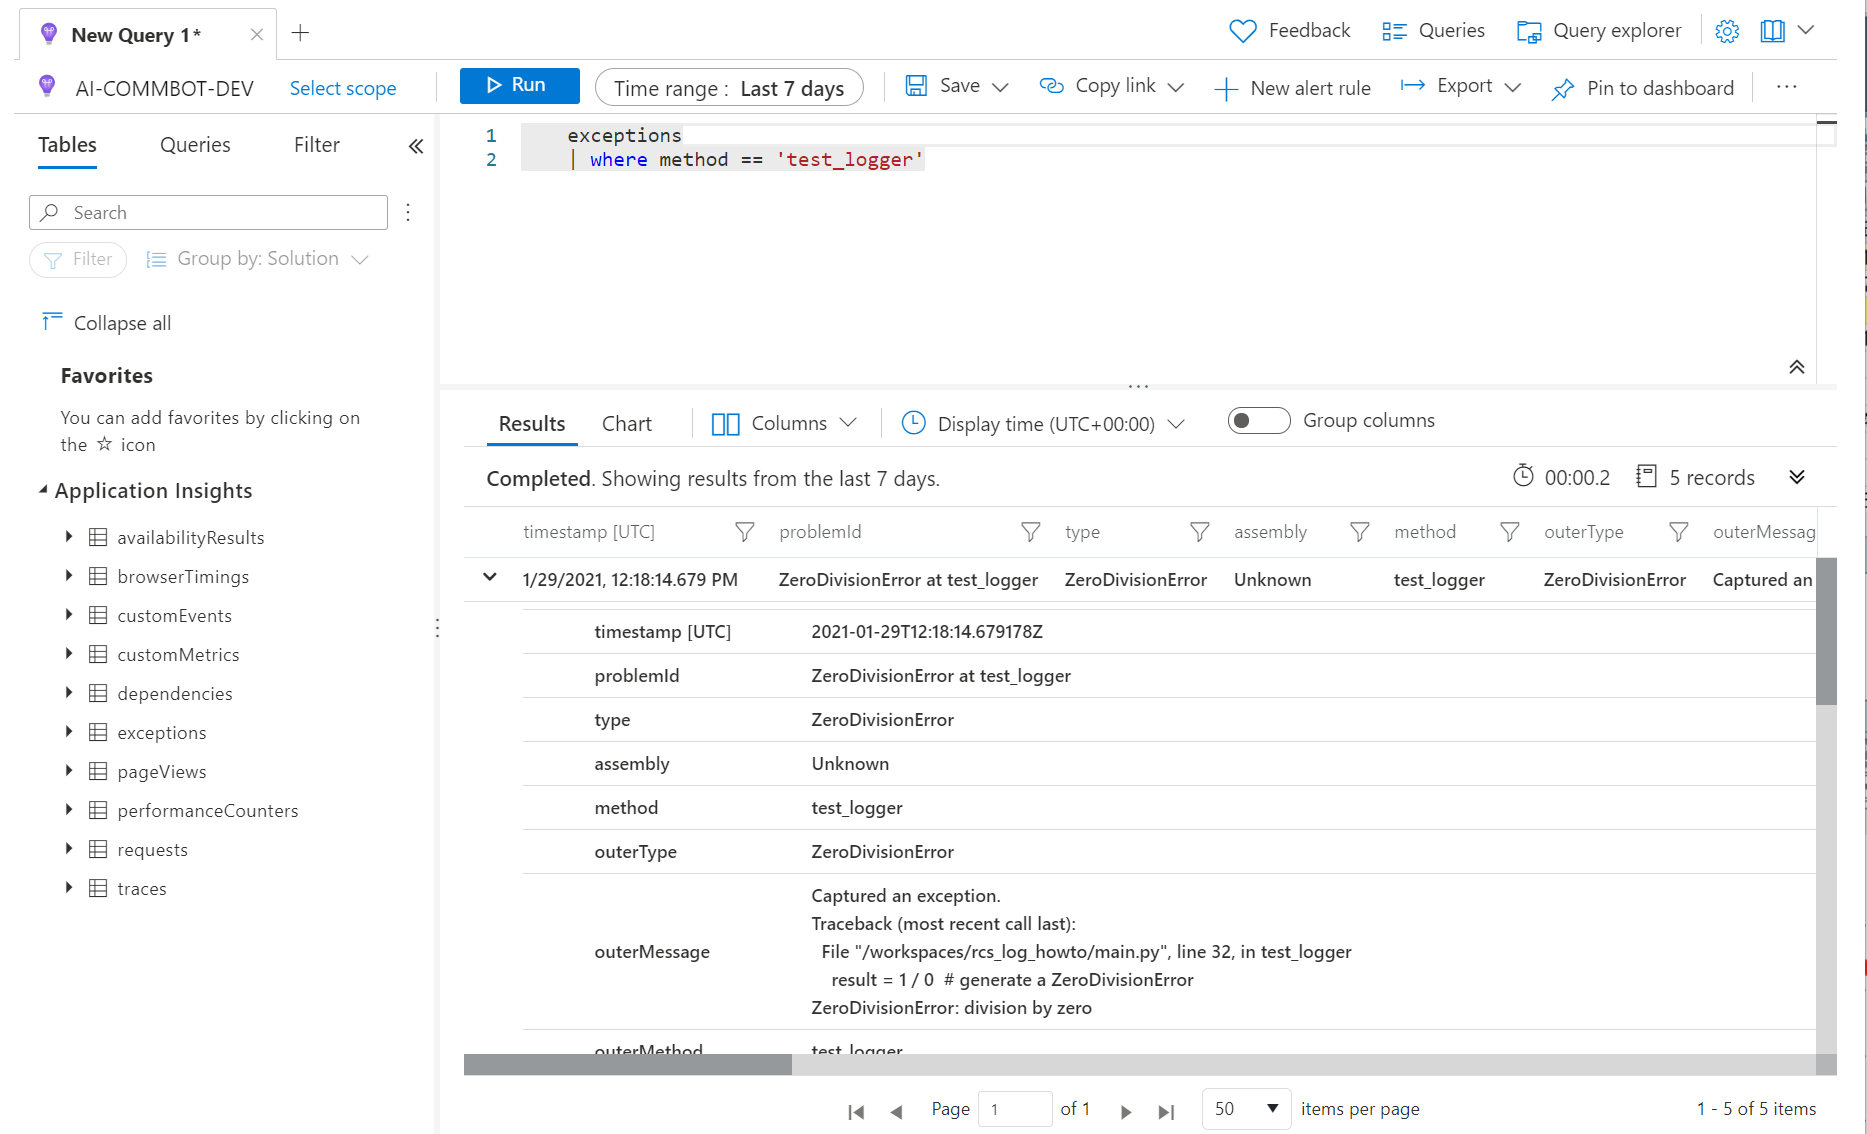 New Query 1*
Feedback
Queries
Query explorer
AI-COMMBOT-DEV
Select scope
Run
Time range : Last 7 days
Save
Copy link
New alert rule
Export
Pin to dashboard
Tables
Queries
Filter
Search
Filter
Group by: Solution
Collapse all
Favorites
You can add favorites by clicking on
the ☆ icon
Application Insights
availabilityResults
browserTimings
customEvents
customMetrics
dependencies
exceptions
pageViews
performanceCounters
requests
traces
1 exceptions
2 | where method == 'test_logger'
Results
Chart
Columns
Display time (UTC+00:00)
Group columns
Completed. Showing results from the last 7 days.
00:00.2
5 records
timestamp [UTC] problemId type assembly method outerType outerMessag
1/29/2021, 12:18:14.679 PM ZeroDivisionError at test_logger ZeroDivisionError Unknown test_logger ZeroDivisionError Captured an
timestamp [UTC] 2021-01-29T12:18:14.679178Z
problemId ZeroDivisionError at test_logger
type ZeroDivisionError
assembly Unknown
method test_logger
outerType ZeroDivisionError
outerMessage
Captured an exception.
Traceback (most recent call last):
File "/workspaces/rcs_log_howto/main.py", line 32, in test_logger
result = 1 / 0 # generate a ZeroDivisionError
ZeroDivisionError: division by zero
outerMethod test_logger
Page 1 of 1
50 items per page
1 - 5 of 5 items